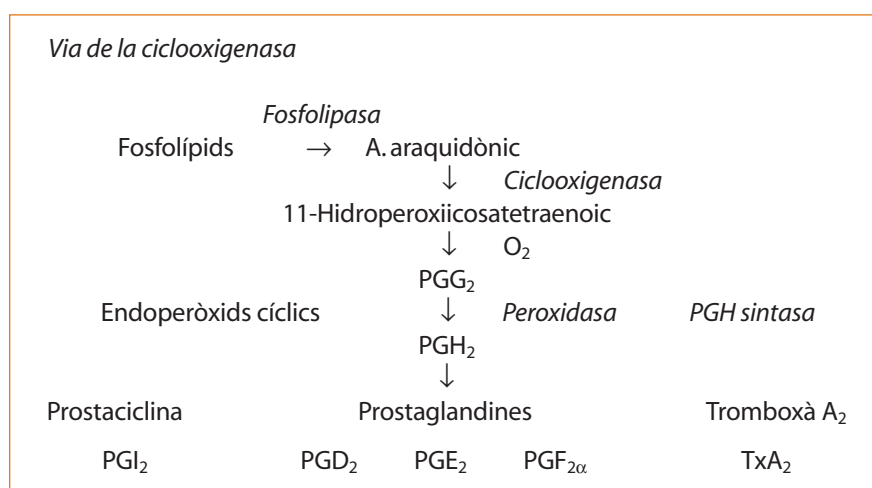 Via de la ciclooxigenasa
Fosfolipasa
Fosfolípids → A. araquidònic
↓ Ciclooxigenasa
11-Hidroperoxiicosatetraenoic
↓ O₂
PGG₂
Endoperòxids cíclics ↓ Peroxidasa PGH sintasa
PGH₂
↓
Prostaciclina Prostaglandines Tromboxà A₂
PGI₂ PGD₂ PGE₂ PGF₂α TxA₂